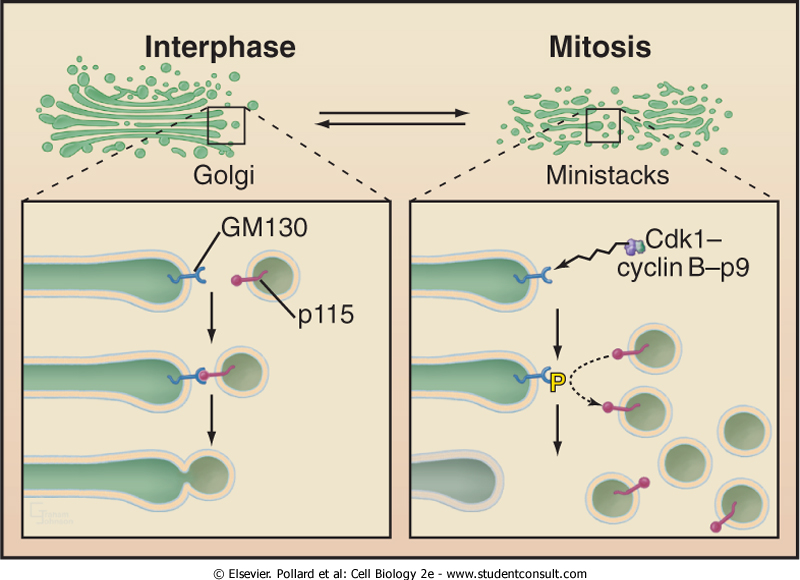 Interphase
Mitosis
Golgi
Ministacks
GM130
p115
Cdk1–
cyclin B–p9
P
© Elsevier. Pollard et al: Cell Biology 2e - www.studentconsult.com